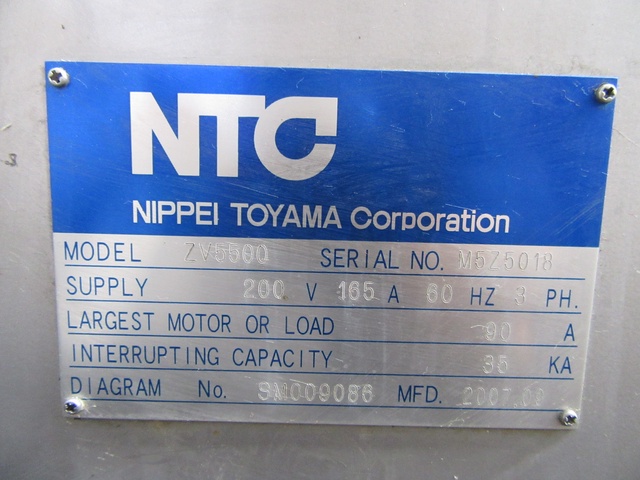 NTC
NIPPEI TOYAMA Corporation
MODEL ZV5500 SERIAL NO. M5Z5018
SUPPLY 200 V 165 A 60 HZ 3 PH.
LARGEST MOTOR OR LOAD 90 A
INTERRUPTING CAPACITY 35 KA
DIAGRAM No. SM009086 MFD.